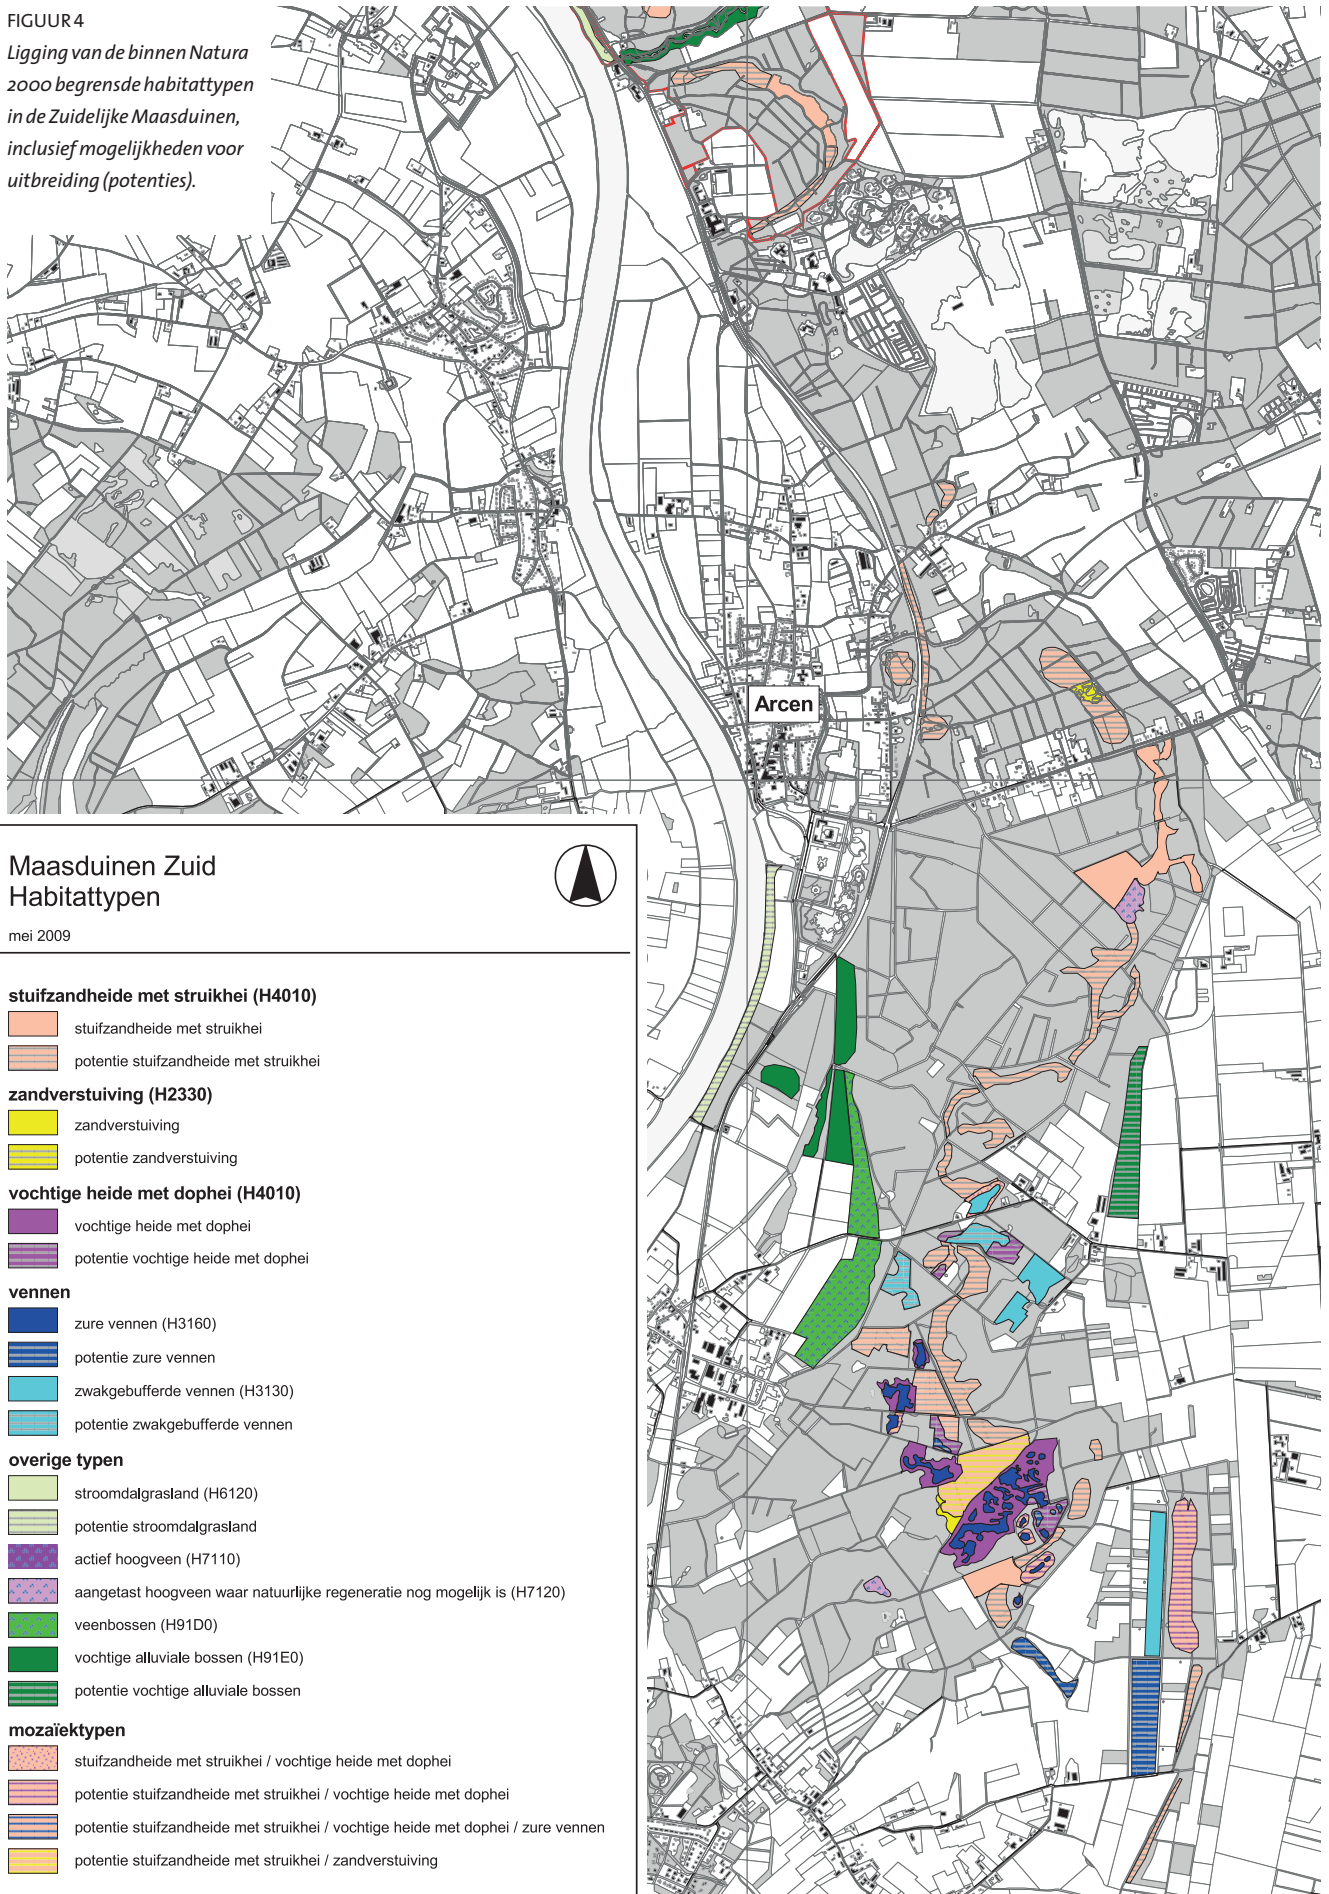 FIGUUR 4
Ligging van de binnen Natura
2000 begrensde habitattypen
in de Zuidelijke Maasduinen,
inclusief mogelijkheden voor
uitbreiding (potenties).
Arcen
Maasduinen Zuid
Habitattypen
mei 2009
stuifzandheide met struikhei (H4010)
stuifzandheide met struikhei
potentie stuifzandheide met struikhei
zandverstuiving (H2330)
zandverstuiving
potentie zandverstuiving
vochtige heide met dophei (H4010)
vochtige heide met dophei
potentie vochtige heide met dophei
vennen
zure vennen (H3160)
potentie zure vennen
zwakgebufferde vennen (H3130)
potentie zwakgebufferde vennen
overige typen
stroomdalgrasland (H6120)
potentie stroomdalgrasland
actief hoogveen (H7110)
aangetast hoogveen waar natuurlijke regeneratie nog mogelijk is (H7120)
veenbossen (H91D0)
vochtige alluviale bossen (H91E0)
potentie vochtige alluviale bossen
mozaïektypen
stuifzandheide met struikhei / vochtige heide met dophei
potentie stuifzandheide met struikhei / vochtige heide met dophei
potentie stuifzandheide met struikhei / vochtige heide met dophei / zure vennen
potentie stuifzandheide met struikhei / zandverstuiving